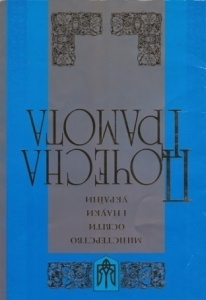 ПОЧЕСНА
ГРАМОТА
МІНІСТЕРСТВО
ОСВІТИ
І НАУКИ
УКРАЇНИ